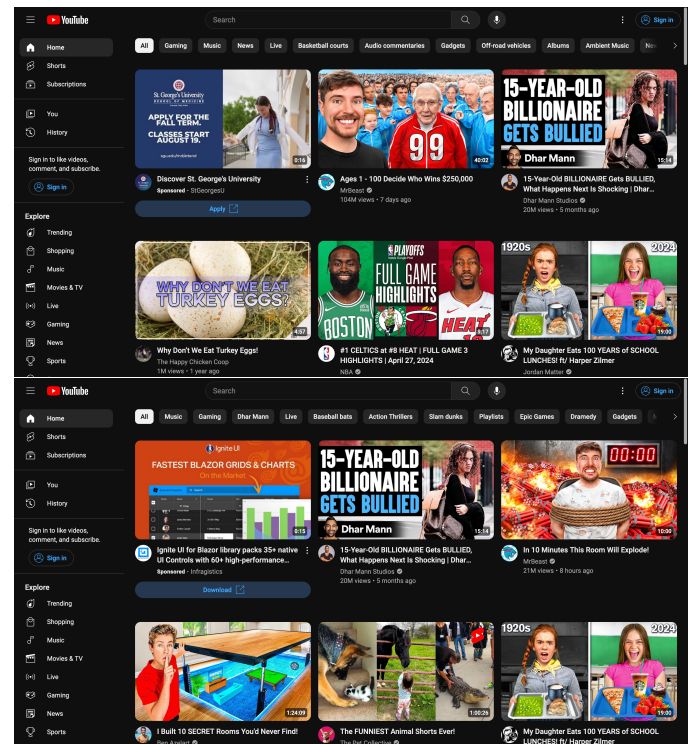 YouTube
Search
Sign in
Home
Shorts
Subscriptions
You
History
Sign in to like videos,
comment, and subscribe.
Sign in
Explore
Trending
Shopping
Music
Movies & TV
Live
Gaming
News
Sports
All Gaming Music News Live Basketball courts Audio commentaries Gadgets Off-road vehicles Albums Ambient Music
St. George's University
SCHOOL OF MEDICINE
APPLY FOR THE
FALL TERM.
CLASSES START
AUGUST 19.
sgu.edu/md/intend
0:16
Discover St. George's University
Sponsored · StGeorgesU
Apply
99
40:02
Ages 1 - 100 Decide Who Wins $250,000
MrBeast
104M views • 7 days ago
15-YEAR-OLD
BILLIONAIRE
GETS BULLIED
Dhar Mann
15:14
15-Year-Old BILLIONAIRE Gets BULLIED,
What Happens Next Is Shocking | Dhar...
Dhar Mann Studios
20M views • 5 months ago
WHY DON'T WE EAT
TURKEY EGGS?
4:57
Why Don't We Eat Turkey Eggs!
The Happy Chicken Coop
1M views • 1 year ago
PLAYOFFS
FULL GAME
HIGHLIGHTS
BOSTON
HEAT
9:17
#1 CELTICS at #8 HEAT | FULL GAME 3
HIGHLIGHTS | April 27, 2024
NBA
1920s
2024
19:00
My Daughter Eats 100 YEARS of SCHOOL
LUNCHES! ft/ Harper Zilmer
Jordan Matter
YouTube
Search
Sign in
Home
Shorts
Subscriptions
You
History
Sign in to like videos,
comment, and subscribe.
Sign in
Explore
Trending
Shopping
Music
Movies & TV
Live
Gaming
News
Sports
All Music Gaming Dhar Mann Live Baseball bats Action Thrillers Slam dunks Playlists Epic Games Dramedy Gadgets
Ignite UI
FASTEST BLAZOR GRIDS & CHARTS
On the Market
0:15
Ignite UI for Blazor library packs 35+ native
UI Controls with 60+ high-performance...
Sponsored · Infragistics
Download
15-YEAR-OLD
BILLIONAIRE
GETS BULLIED
Dhar Mann
15:14
15-Year-Old BILLIONAIRE Gets BULLIED,
What Happens Next Is Shocking | Dhar...
Dhar Mann Studios
20M views • 5 months ago
00:00
10:00
In 10 Minutes This Room Will Explode!
MrBeast
21M views • 8 hours ago
1:24:09
I Built 10 SECRET Rooms You'd Never Find!
Ben Azelart
1:00:26
The FUNNIEST Animal Shorts Ever!
The Pet Collective
1920s
2024
19:00
My Daughter Eats 100 YEARS of SCHOOL
LUNCHES! ft/ Harper Zilmer